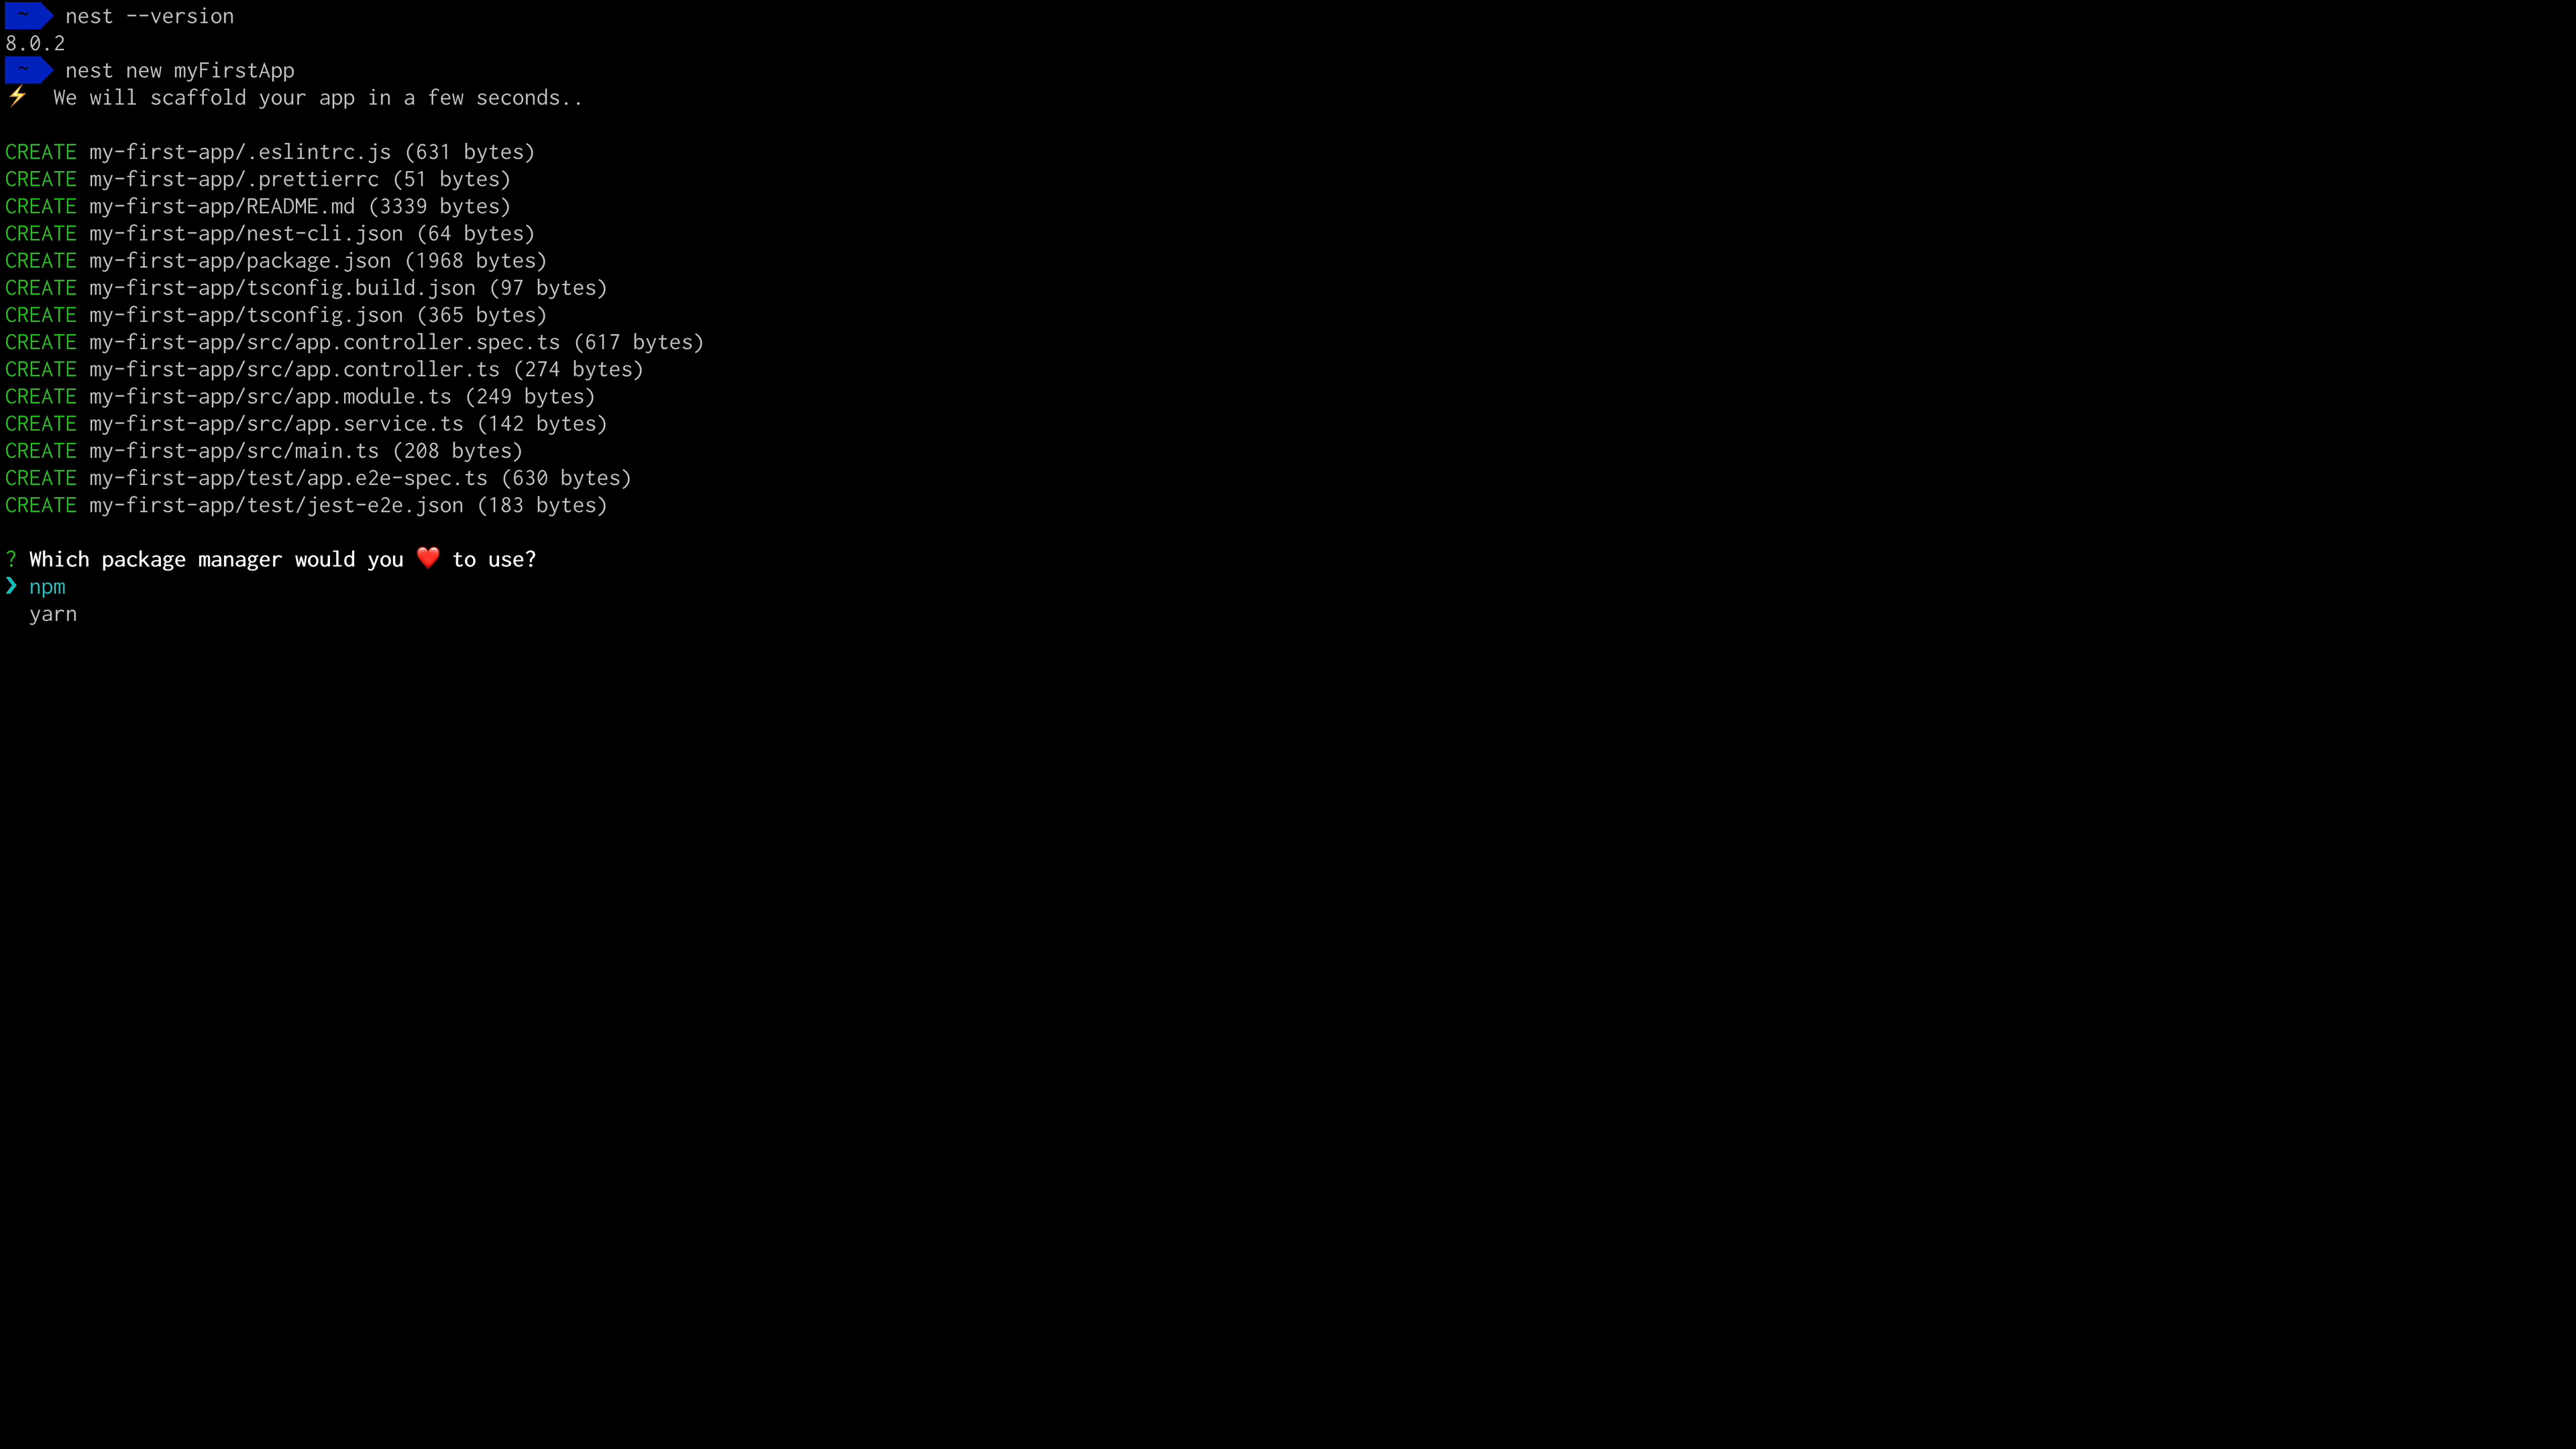 ~ nest --version
8.0.2
~ nest new myFirstApp
⚡ We will scaffold your app in a few seconds..
CREATE my-first-app/.eslintrc.js (631 bytes)
CREATE my-first-app/.prettierrc (51 bytes)
CREATE my-first-app/README.md (3339 bytes)
CREATE my-first-app/nest-cli.json (64 bytes)
CREATE my-first-app/package.json (1968 bytes)
CREATE my-first-app/tsconfig.build.json (97 bytes)
CREATE my-first-app/tsconfig.json (365 bytes)
CREATE my-first-app/src/app.controller.spec.ts (617 bytes)
CREATE my-first-app/src/app.controller.ts (274 bytes)
CREATE my-first-app/src/app.module.ts (249 bytes)
CREATE my-first-app/src/app.service.ts (142 bytes)
CREATE my-first-app/src/main.ts (208 bytes)
CREATE my-first-app/test/app.e2e-spec.ts (630 bytes)
CREATE my-first-app/test/jest-e2e.json (183 bytes)
? Which package manager would you ❤️ to use?
❯ npm
yarn